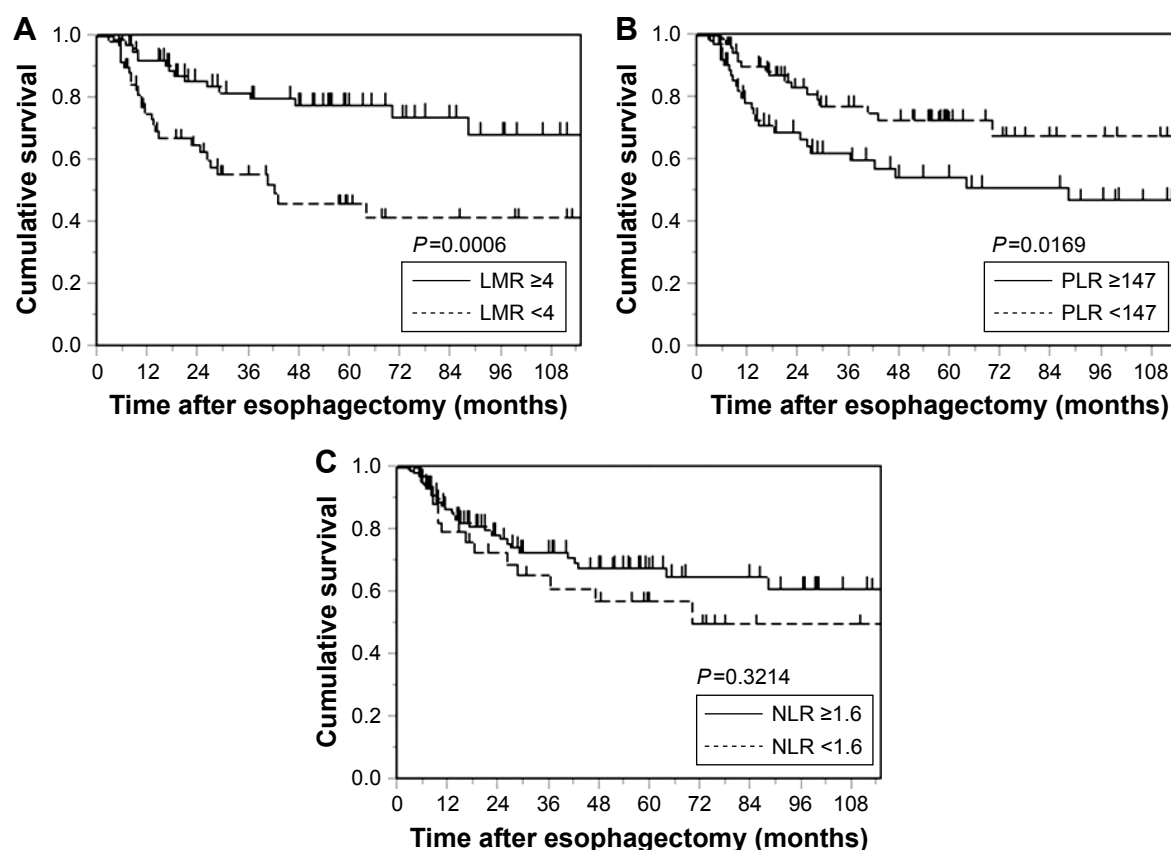 A
Cumulative survival
1.0
0.8
0.6
0.4
0.2
0.0
P=0.0006
LMR ≥4
LMR <4
0 12 24 36 48 60 72 84 96 108
Time after esophagectomy (months)
B
Cumulative survival
1.0
0.8
0.6
0.4
0.2
0.0
P=0.0169
PLR ≥147
PLR <147
0 12 24 36 48 60 72 84 96 108
Time after esophagectomy (months)
C
Cumulative survival
1.0
0.8
0.6
0.4
0.2
0.0
P=0.3214
NLR ≥1.6
NLR <1.6
0 12 24 36 48 60 72 84 96 108
Time after esophagectomy (months)